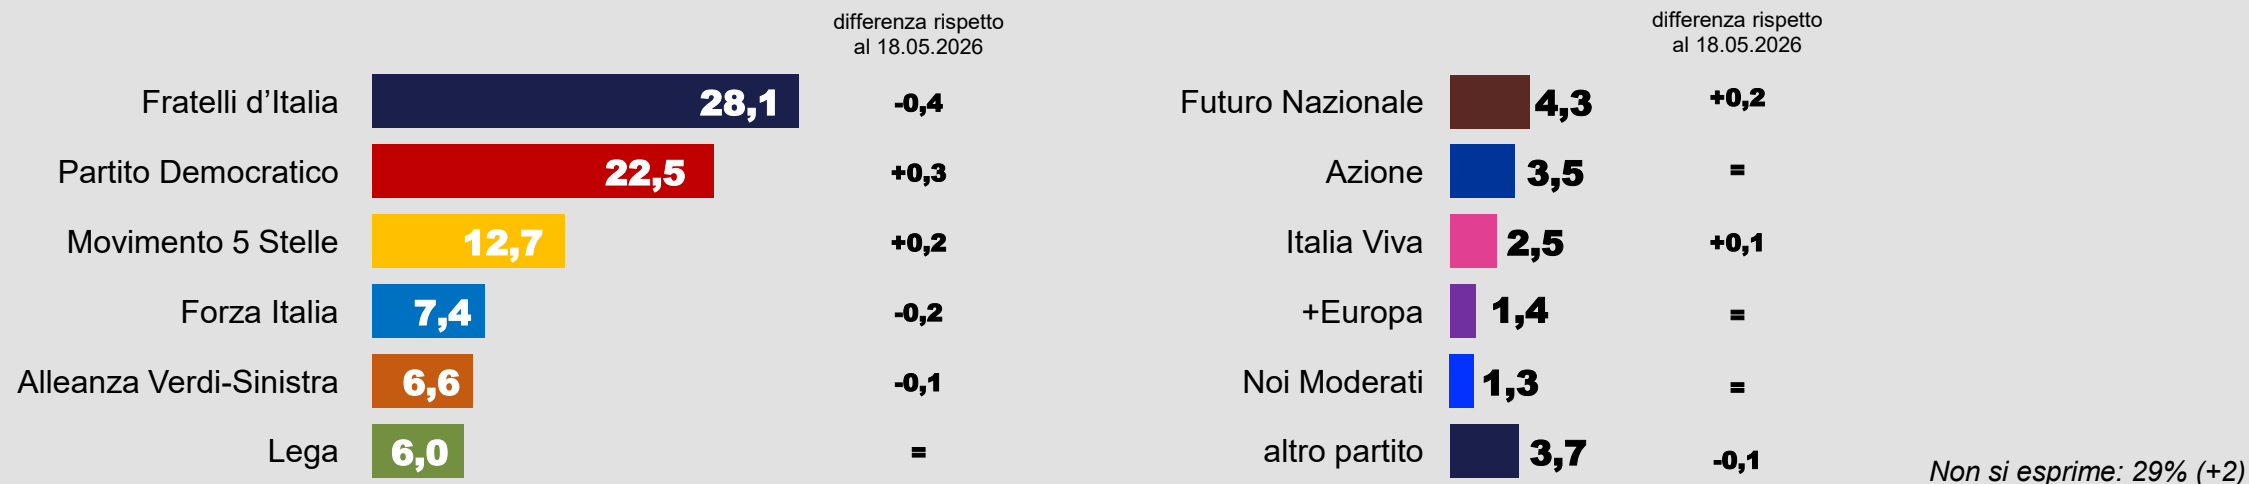 differenza rispetto
al 18.05.2026
Fratelli d’Italia 28,1 -0,4
Partito Democratico 22,5 +0,3
Movimento 5 Stelle 12,7 +0,2
Forza Italia 7,4 -0,2
Alleanza Verdi-Sinistra 6,6 -0,1
Lega 6,0 =
differenza rispetto
al 18.05.2026
Futuro Nazionale 4,3 +0,2
Azione 3,5 =
Italia Viva 2,5 +0,1
+Europa 1,4 =
Noi Moderati 1,3 =
altro partito 3,7 -0,1
Non si esprime: 29% (+2)